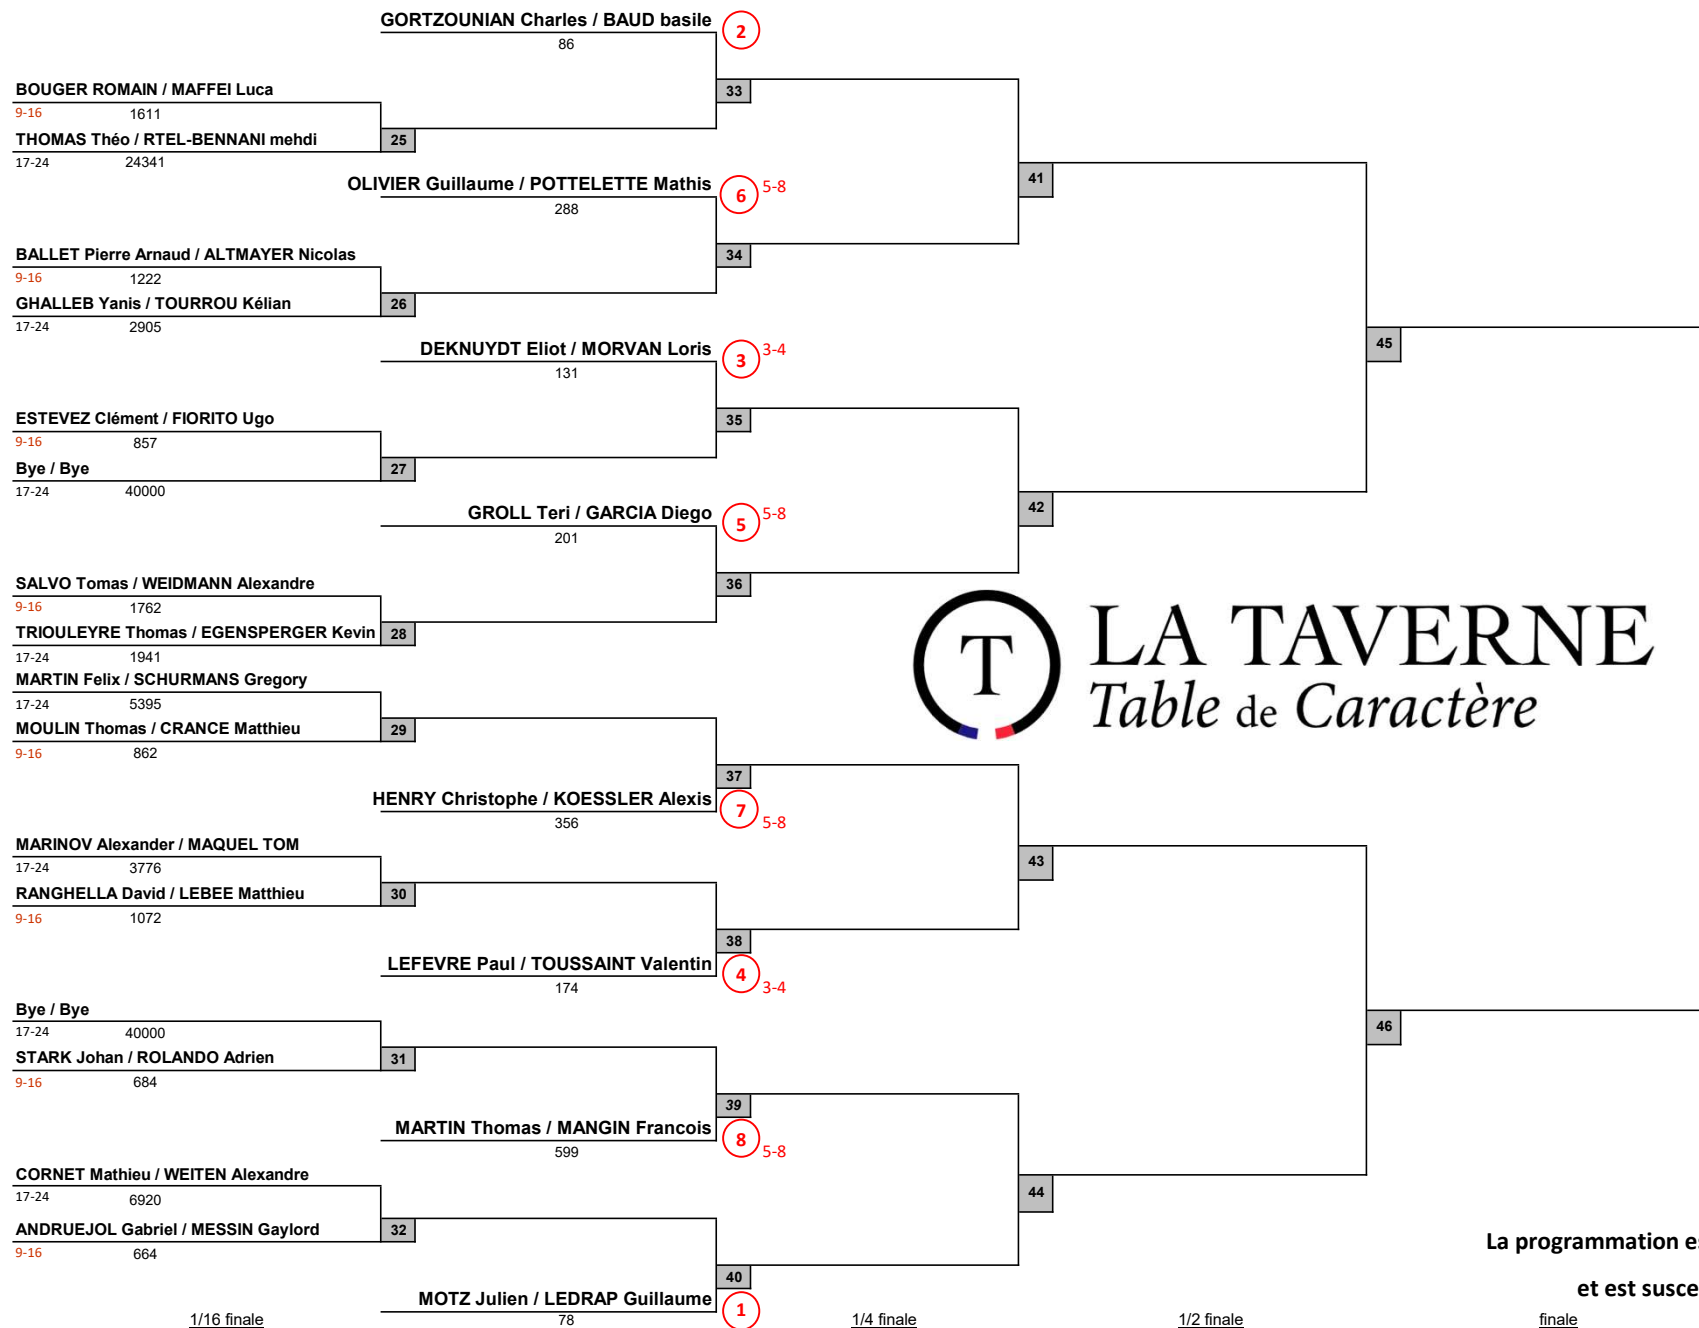 GORTZOUNIAN Charles / BAUD basile 2
86
BOUGER ROMAIN / MAFFEI Luca 33
9-16 1611
THOMAS Théo / RTEL-BENNANI mehdi 25
17-24 24341
OLIVIER Guillaume / POTTELETTE Mathis 6 5-8 41
288
BALLET Pierre Arnaud / ALTMAYER Nicolas 34
9-16 1222
GHALLEB Yanis / TOURROU Kélian 26
17-24 2905
DEKNUYDT Eliot / MORVAN Loris 3 3-4 45
131
ESTEVEZ Clément / FIORITO Ugo 35
9-16 857
Bye / Bye 27
17-24 40000
GROLL Teri / GARCIA Diego 5 5-8 42
201
SALVO Tomas / WEIDMANN Alexandre 36
9-16 1762
TRIOULEYRE Thomas / EGENSPERGER Kevin 28
17-24 1941
T LA TAVERNE
Table de Caractère
MARTIN Felix / SCHURMANS Gregory
17-24 5395
MOULIN Thomas / CRANCE Matthieu 29
9-16 862
37
HENRY Christophe / KOESSLER Alexis 7 5-8
356
MARINOV Alexander / MAQUEL TOM 43
17-24 3776
RANGHELLA David / LEBEE Matthieu 30
9-16 1072
38
LEFEVRE Paul / TOUSSAINT Valentin 4 3-4
174
Bye / Bye 46
17-24 40000
STARK Johan / ROLANDO Adrien 31
9-16 684
39
MARTIN Thomas / MANGIN Francois 8 5-8
599
CORNET Mathieu / WEITEN Alexandre 44
17-24 6920
ANDRUEJOL Gabriel / MESSIN Gaylord 32
9-16 664
La programmation es
40
et est susce
MOTZ Julien / LEDRAP Guillaume 1
78
1/16 finale 1/4 finale 1/2 finale finale